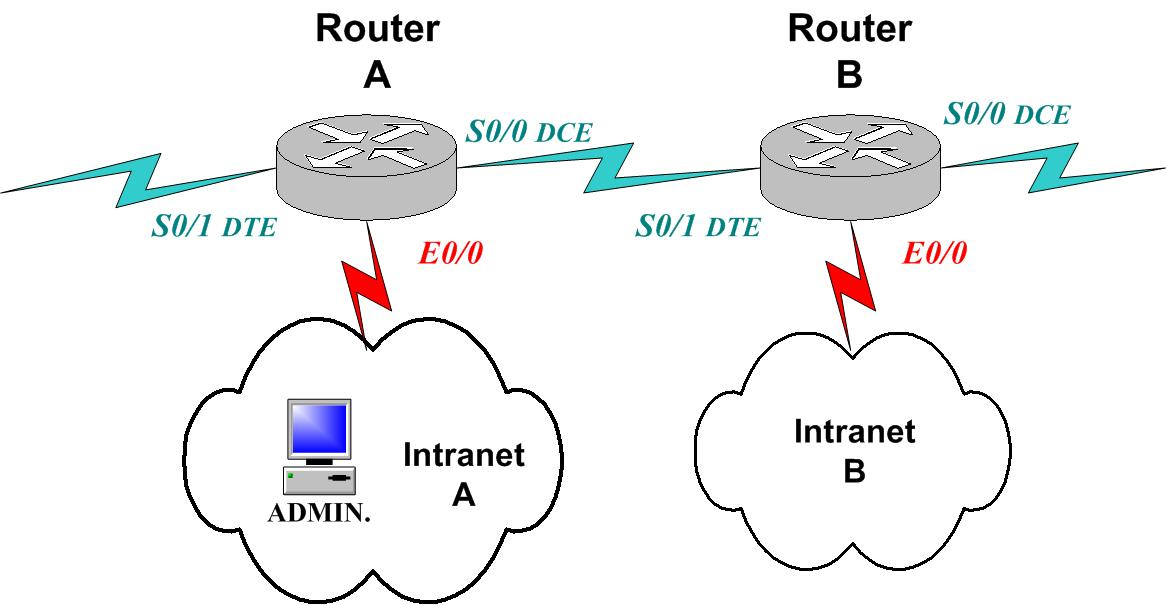 Router
A
Router
B
S0/0 DCE
S0/0 DCE
S0/1 DTE
S0/1 DTE
E0/0
E0/0
Intranet
A
ADMIN.
Intranet
B